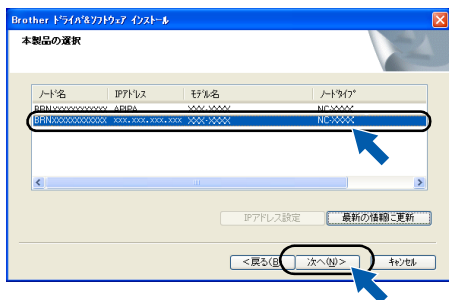 Brother ドライバ&ソフトウェア インストール
本製品の選択
ノード名 IPアドレス モデル名 ノードタイプ
BRNXXXXXXXXXXXX APIPA XXX-XXXX NC-XXXX
BRNXXXXXXXXXXXX xxx.xxx.xxx.xxx XXX-XXXX NC-XXXX
IPアドレス設定 最新の情報に更新
<戻る(B) 次へ(N)> キャンセル